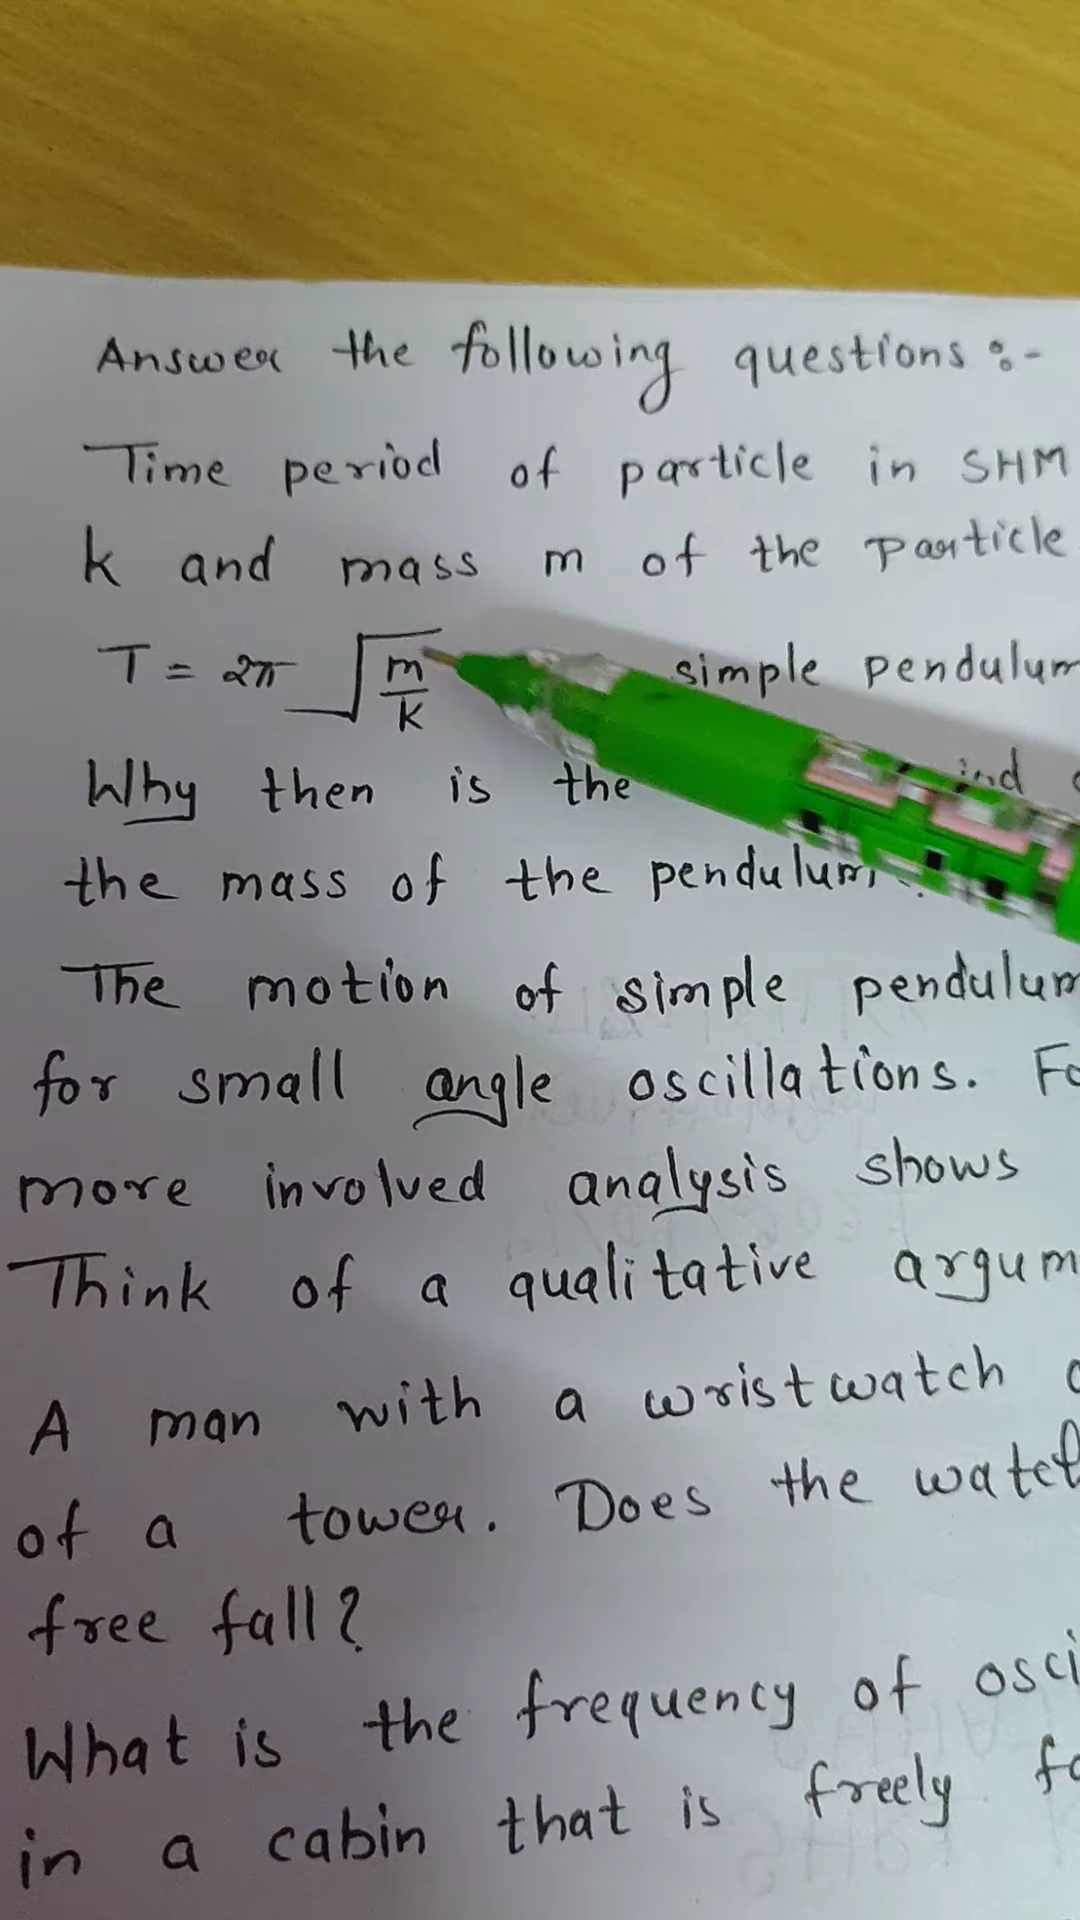 Answer the following questions :-
Time period of particle in SHM
k and mass m of the particle
T = 2π √(m/k) simple pendulum
Why then is the
the mass of the pendulum
The motion of simple pendulum
for small angle oscillations.
more involved analysis shows
Think of a qualitative
A man with a wristwatch
of a tower. Does the
free fall?
What is the frequency of
in a cabin that is freely